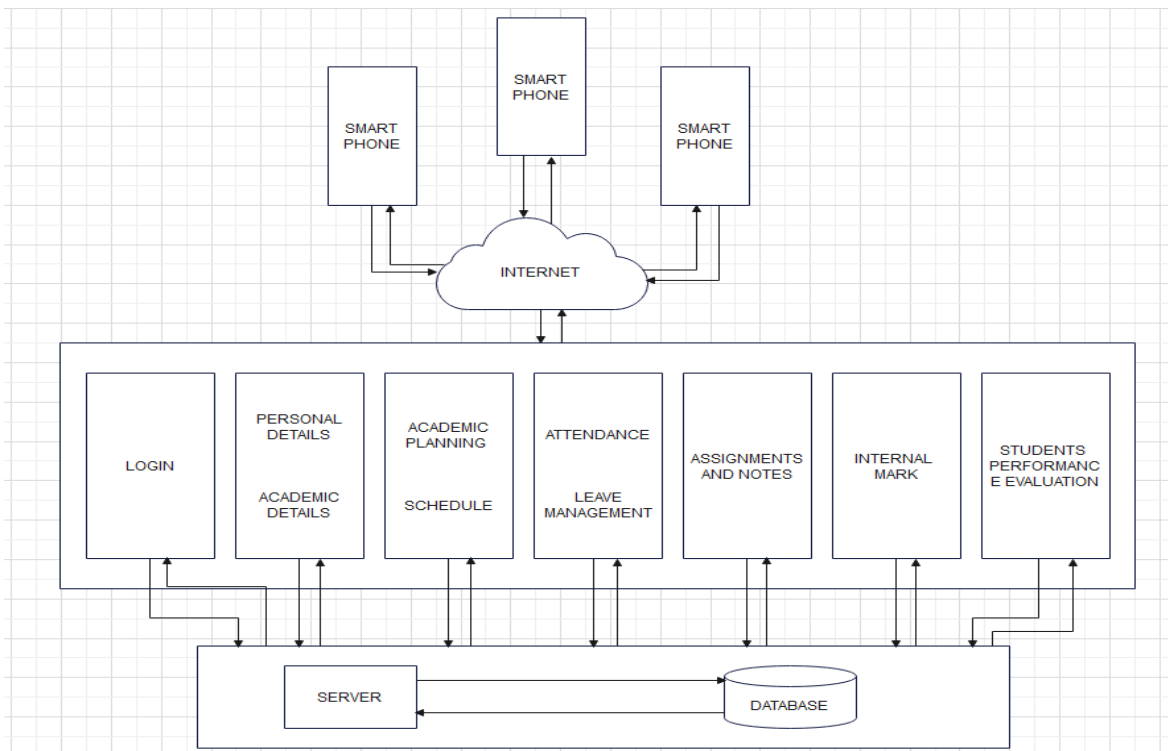 SMART
PHONE
SMART
PHONE
SMART
PHONE
INTERNET
LOGIN
PERSONAL
DETAILS
ACADEMIC
DETAILS
ACADEMIC
PLANNING
SCHEDULE
ATTENDANCE
LEAVE
MANAGEMENT
ASSIGNMENTS
AND NOTES
INTERNAL
MARK
STUDENTS
PERFORMANC
E EVALUATION
SERVER
DATABASE